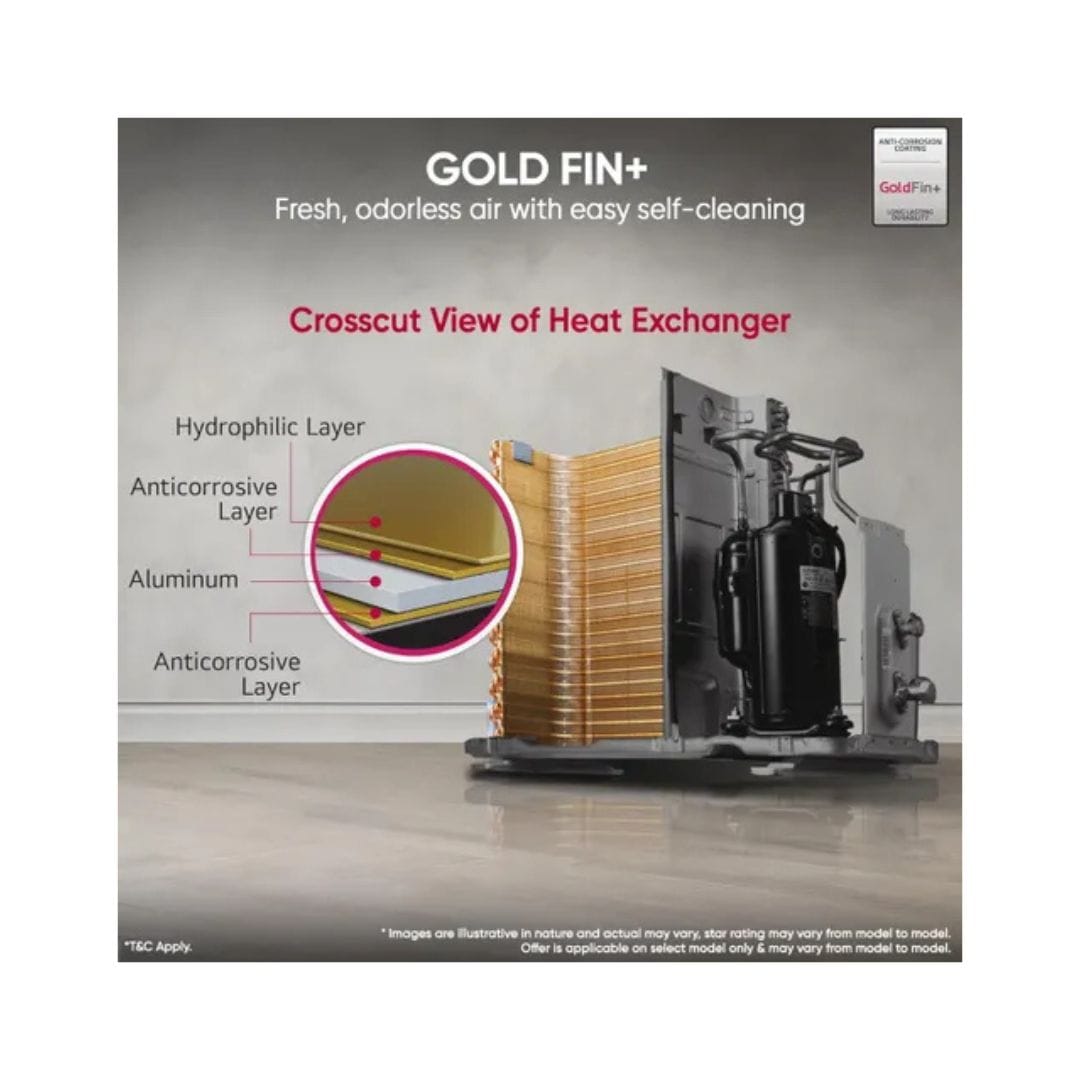 GOLD FIN+
Fresh, odorless air with easy self-cleaning
ANTI-CORROSION
COATING
GoldFin+
LONG LASTING
DURABILITY
Crosscut View of Heat Exchanger
Hydrophilic Layer
Anticorrosive
Layer
Aluminum
Anticorrosive
Layer
*T&C Apply.
* Images are illustrative in nature and actual may vary, star rating may vary from model to model.
Offer is applicable on select model only & may vary from model to model.